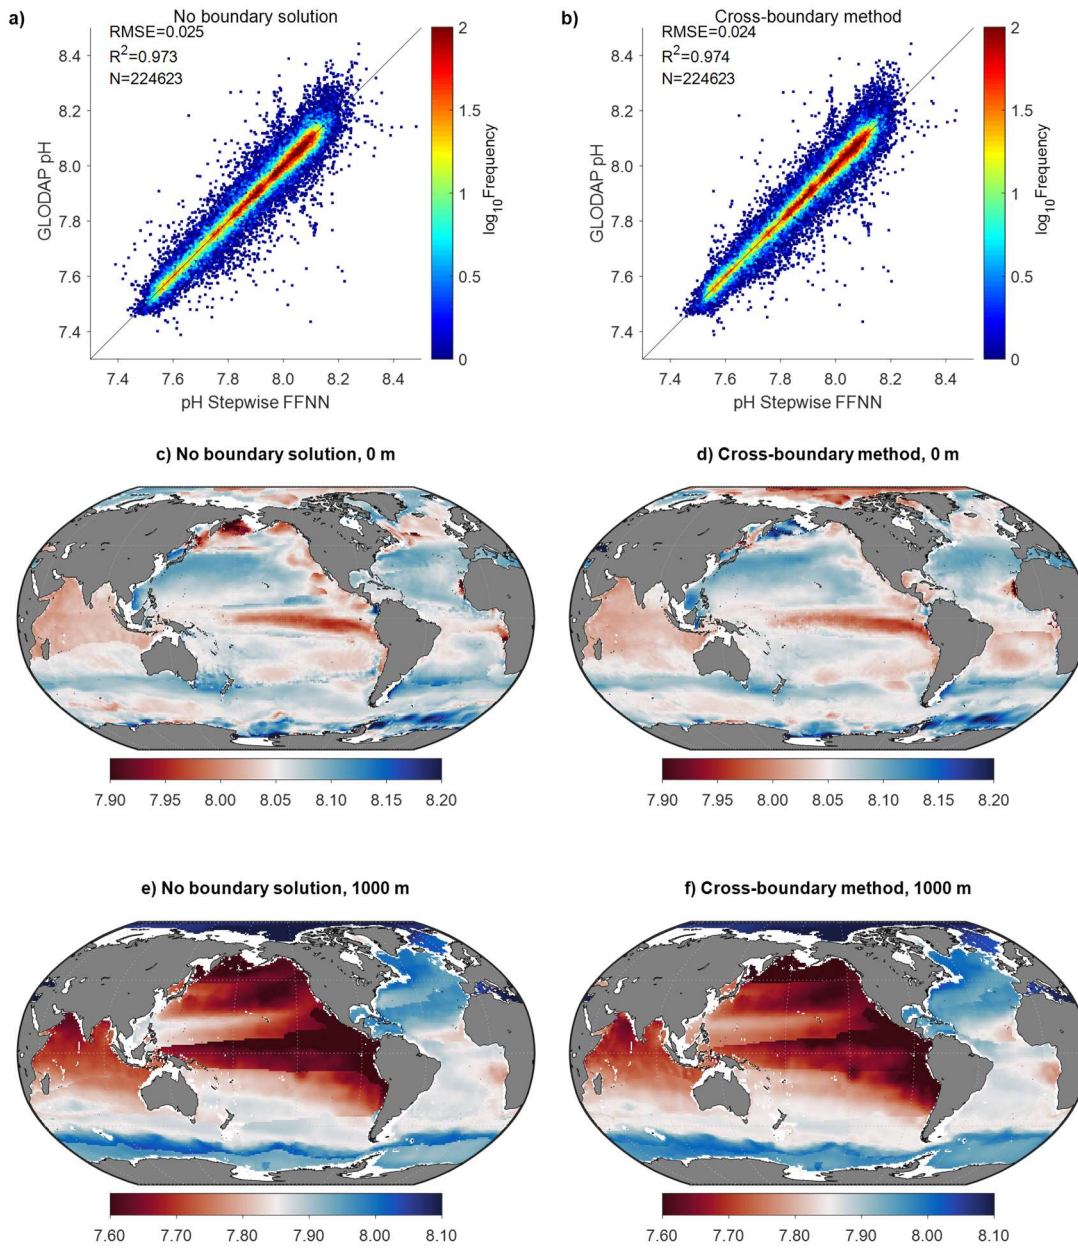 a)
No boundary solution
RMSE=0.025
R²=0.973
N=224623
GLODAP pH
8.4
8.2
8.0
7.8
7.6
7.4
7.4 7.6 7.8 8.0 8.2 8.4
pH Stepwise FFNN
2
1.5
1
0.5
0
log₁₀Frequency
b)
Cross-boundary method
RMSE=0.024
R²=0.974
N=224623
GLODAP pH
8.4
8.2
8.0
7.8
7.6
7.4
7.4 7.6 7.8 8.0 8.2 8.4
pH Stepwise FFNN
2
1.5
1
0.5
0
log₁₀Frequency
c) No boundary solution, 0 m
7.90 7.95 8.00 8.05 8.10 8.15 8.20
d) Cross-boundary method, 0 m
7.90 7.95 8.00 8.05 8.10 8.15 8.20
e) No boundary solution, 1000 m
7.60 7.70 7.80 7.90 8.00 8.10
f) Cross-boundary method, 1000 m
7.60 7.70 7.80 7.90 8.00 8.10